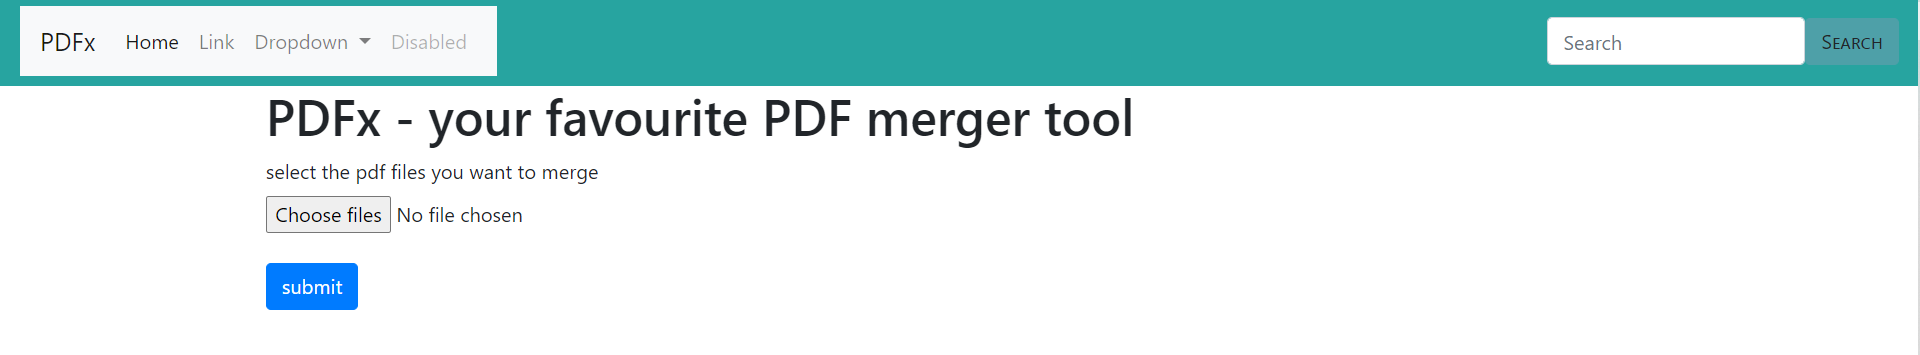 PDFx Home Link Dropdown Disabled Search SEARCH
PDFx - your favourite PDF merger tool
select the pdf files you want to merge
Choose files No file chosen
submit